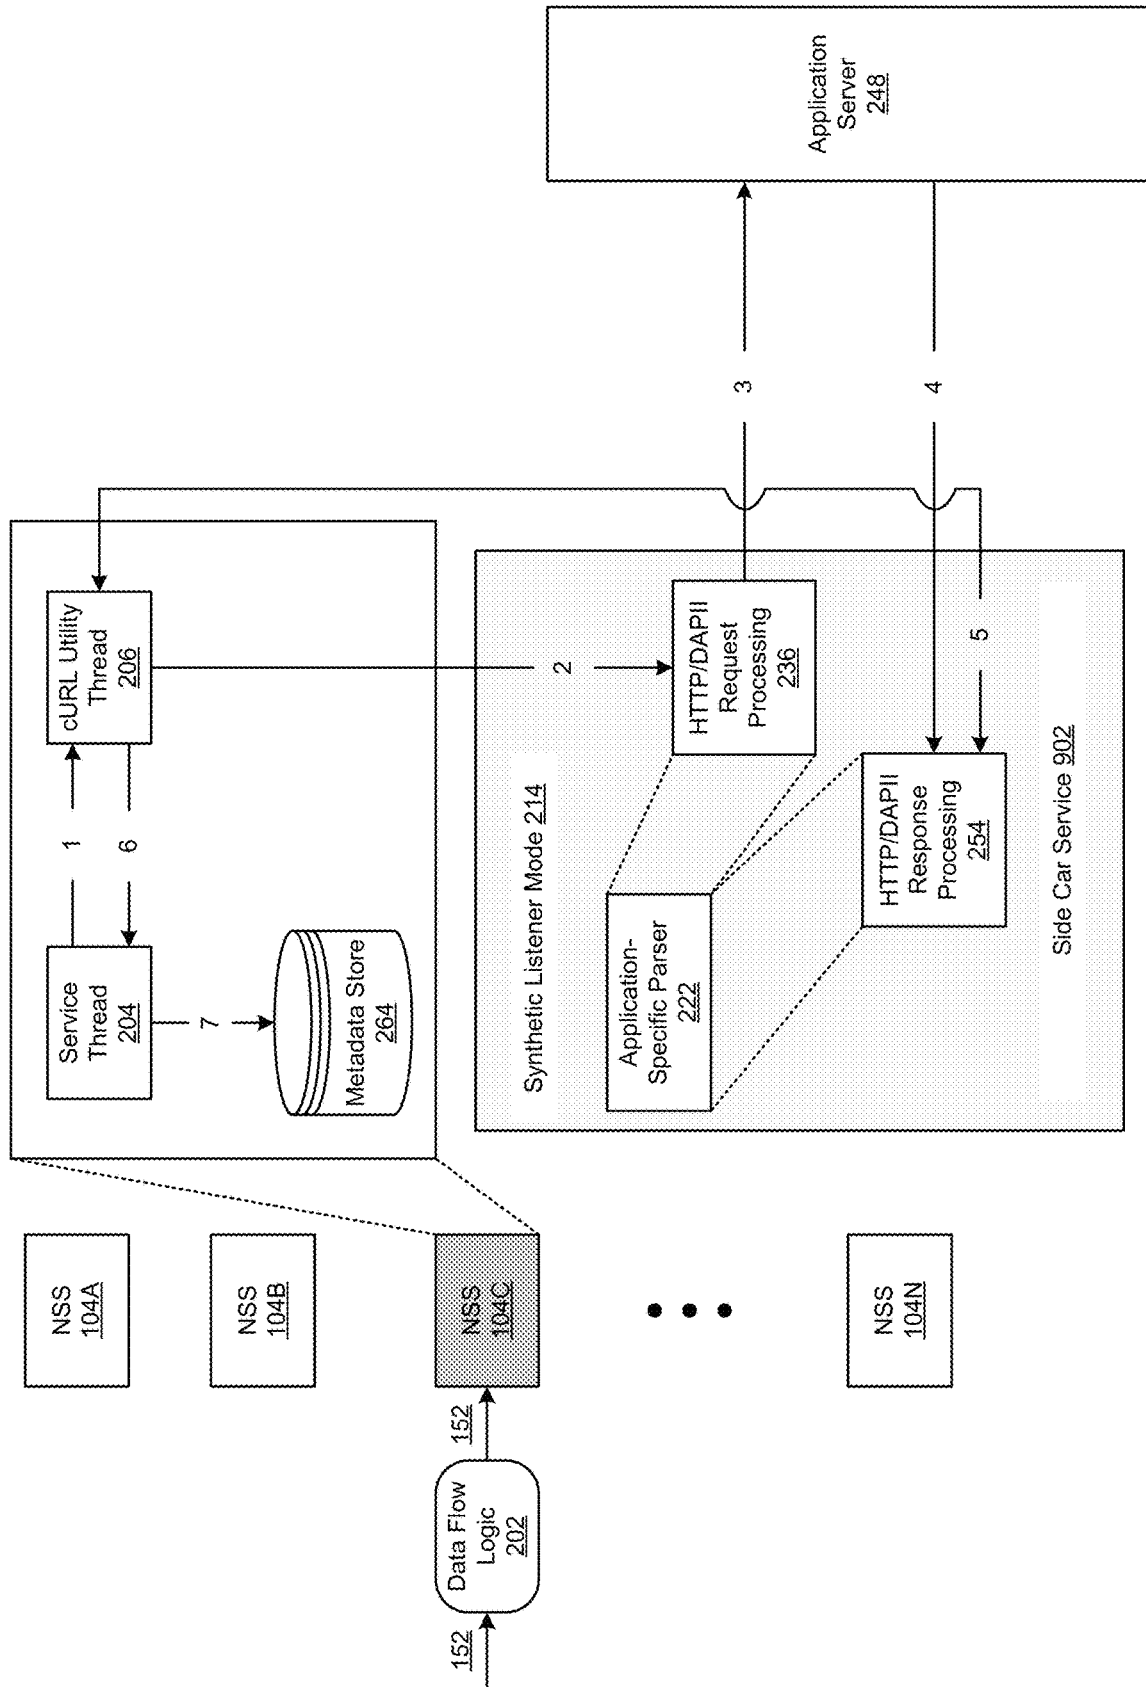 152
Data Flow
Logic
202
152
NSS
104A
NSS
104B
NSS
104C
NSS
104N
Service
Thread
204
1
6
cURL Utility
Thread
206
7
Metadata Store
264
2
Synthetic Listener Mode 214
Application-
Specific Parser
222
HTTP/DAPII
Request
Processing
236
HTTP/DAPII
Response
Processing
254
5
Side Car Service 902
3
4
Application
Server
248